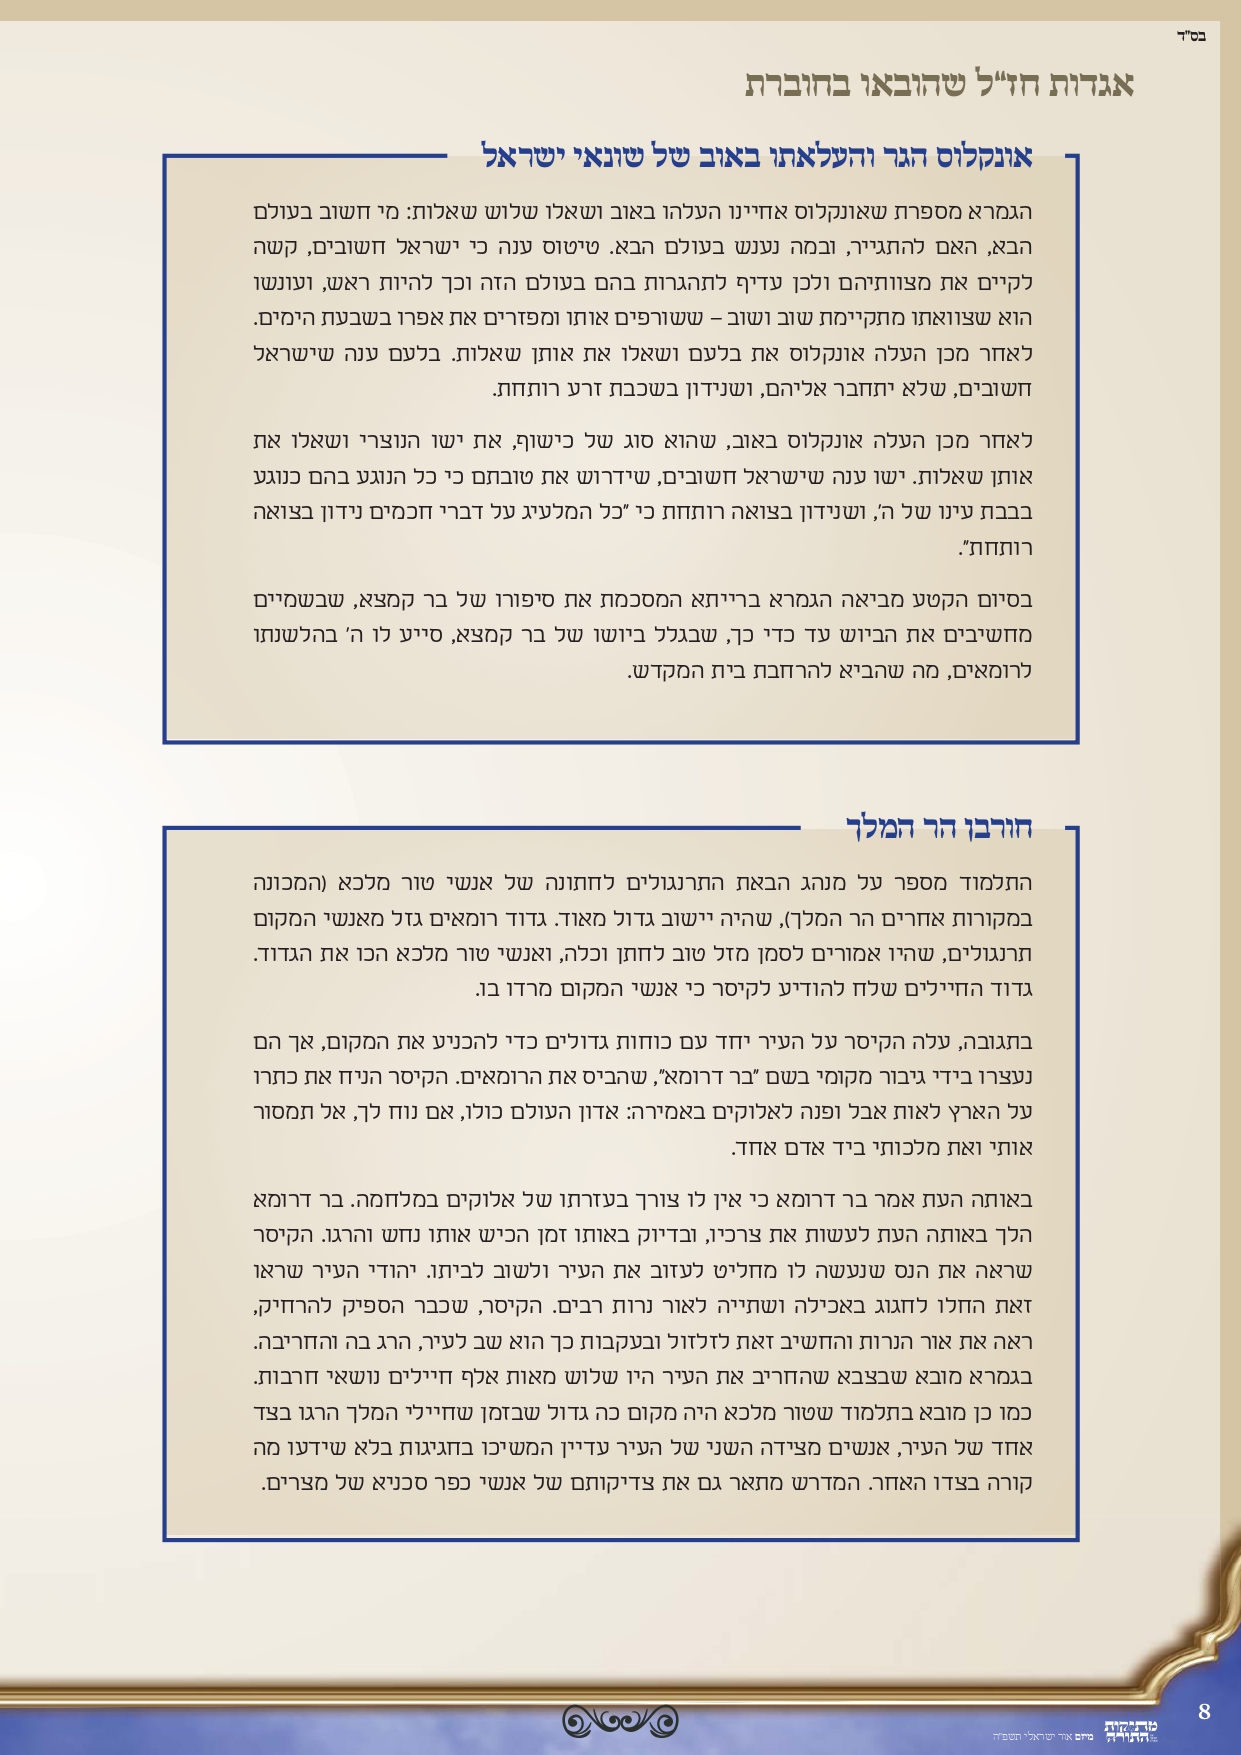 בס"ד
אגדות חז"ל שהובאו בחוברת
אונקלוס הגר והעלאתו באוב של שונאי ישראל
הגמרא מספרת שאונקלוס אחיינו העלהו באוב ושאלו שלוש שאלות: מי חשוב בעולם
הבא, האם להתגייר, ובמה נענש בעולם הבא. טיטוס ענה כי ישראל חשובים, קשה
לקיים את מצוותיהם ולכן עדיף לתהגרות בהם בעולם הזה וכך להיות ראש, ועונשו
הוא שצוואתו מתקיימת שוב ושוב – ששורפים אותו ומפזרים את אפרו בשבעת הימים.
לאחר מכן העלה אונקלוס את בלעם ושאלו את אותן שאלות. בלעם ענה שישראל
חשובים, שלא יתחבר אליהם, ושנידון בשכבת זרע רותחת.
לאחר מכן העלה אונקלוס באוב, שהוא סוג של כישוף, את ישו הנוצרי ושאלו את
אותן שאלות. ישו ענה שישראל חשובים, שידרוש את טובתם כי כל הנוגע בהם כנוגע
בבבת עינו של ה', ושנידון בצואה רותחת כי "כל המלעיג על דברי חכמים נידון בצואה
רותחת".
בסיום הקטע מביאה הגמרא ברייתא המסכמת את סיפורו של בר קמצא, שבשמיים
מחשיבים את הביוש עד כדי כך, שבגלל ביושו של בר קמצא, סייע לו ה' בהלשנתו
לרומאים, מה שהביא להרחבת בית המקדש.
חורבן הר המלך
התלמוד מספר על מנהג הבאת התרנגולים לחתונה של אנשי טור מלכא (המכונה
במקורות אחרים הר המלך), שהיה יישוב גדול מאוד. גדוד רומאים גזל מאנשי המקום
תרנגולים, שהיו אמורים לסמן מזל טוב לחתן וכלה, ואנשי טור מלכא הכו את הגדוד.
גדוד החיילים שלח להודיע לקיסר כי אנשי המקום מרדו בו.
בתגובה, עלה הקיסר על העיר יחד עם כוחות גדולים כדי להכניע את המקום, אך הם
נעצרו בידי גיבור מקומי בשם "בר דרומא", שהביס את הרומאים. הקיסר הניח את כתרו
על הארץ לאות אבל ופנה לאלוקים באמירה: אדון העולם כולו, אם נוח לך, אל תמסור
אותי ואת מלכותי ביד אדם אחד.
באותה העת אמר בר דרומא כי אין לו צורך בעזרתו של אלוקים במלחמה. בר דרומא
הלך באותה העת לעשות את צרכיו, ובדיוק באותו זמן הכיש אותו נחש והרגו. הקיסר
שראה את הנס שנעשה לו מחליט לעזוב את העיר ולשוב לביתו. יהודי העיר שראו
זאת החלו לחגוג באכילה ושתייה לאור נרות רבים. הקיסר, שכבר הספיק להרחיק,
ראה את אור הנרות והחשיב זאת לזלזול ובעקבות כך הוא שב לעיר, הרג בה והחריבה.
בגמרא מובא שבצבא שהחריב את העיר היו שלוש מאות אלף חיילים נושאי חרבות.
כמו כן מובא בתלמוד שטור מלכא היה מקום כה גדול שבזמן שחיילי המלך הרגו בצד
אחד של העיר, אנשים מצידה השני של העיר עדיין המשיכו בחגיגות בלא שידעו מה
קורה בצדו האחר. המדרש מתאר גם את צדיקותם של אנשי כפר סכניא של מצרים.
8
מתיקות
התורה
מיזם אור ישראלי תשפ"ה